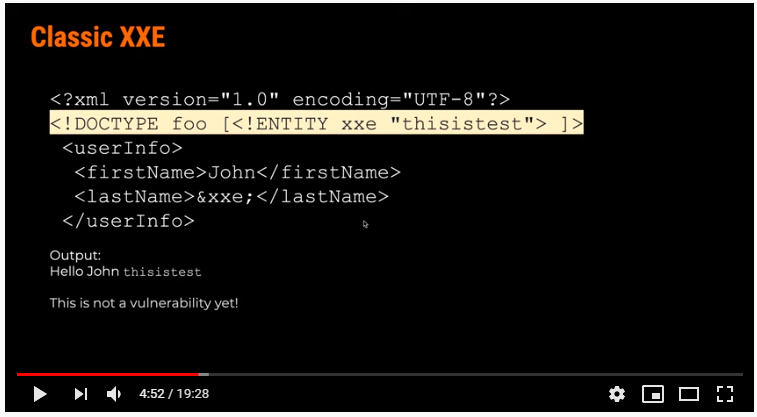 Classic XXE
<?xml version="1.0" encoding="UTF-8"?>
<!DOCTYPE foo [<!ENTITY xxe "thisistest"> ]>
<userInfo>
<firstName>John</firstName>
<lastName>&xxe;</lastName>
</userInfo>
Output:
Hello John thisistest
This is not a vulnerability yet!
4:52 / 19:28